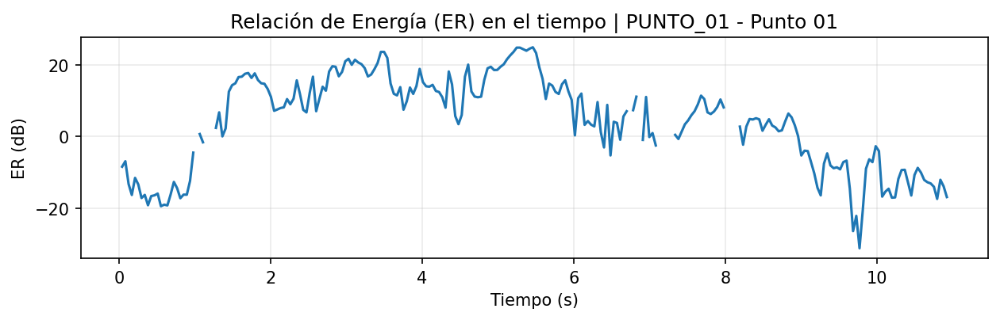 Relación de Energía (ER) en el tiempo | PUNTO_01 - Punto 01
ER (dB)
20
0
−20
0 2 4 6 8 10
Tiempo (s)